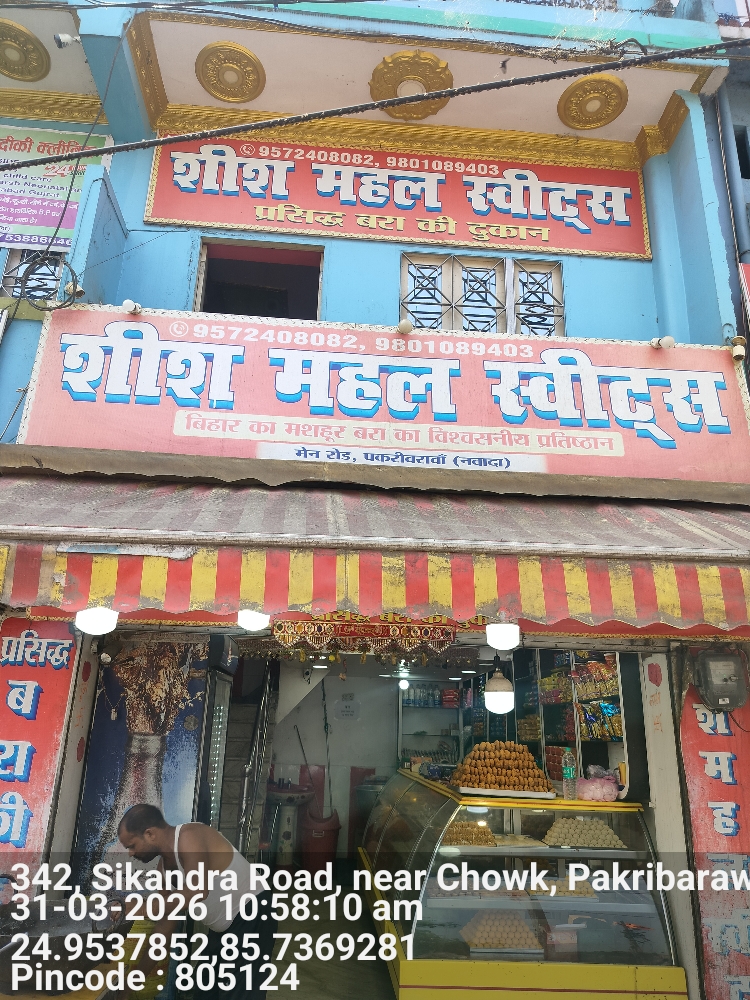 9572408082, 9801089403
शीश महल स्वीट्स
प्रसिद्ध बरा की दुकान
9572408082, 9801089403
शीश महल स्वीट्स
बिहार का मशहूर बरा का विश्वसनीय प्रतिष्ठान
मेन रोड, पकरीवरावाँ (नवादा)
प्रसिद्ध
ब
रा
की
शी
म
ह
342, Sikandra Road, near Chowk, Pakribaraw
31-03-2026 10:58:10 am
24.9537852,85.7369281
Pincode : 805124